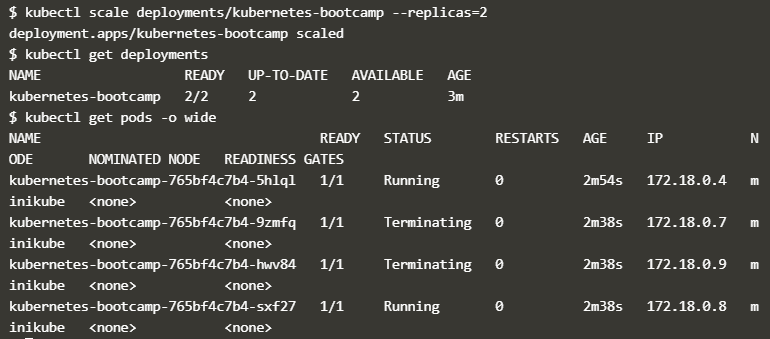 $ kubectl scale deployments/kubernetes-bootcamp --replicas=2
deployment.apps/kubernetes-bootcamp scaled
$ kubectl get deployments
NAME                  READY   UP-TO-DATE   AVAILABLE   AGE
kubernetes-bootcamp   2/2     2            2           3m
$ kubectl get pods -o wide
NAME                                   READY   STATUS        RESTARTS   AGE     IP           N
ODE       NOMINATED NODE   READINESS GATES
kubernetes-bootcamp-765bf4c7b4-5hlql   1/1     Running       0          2m54s   172.18.0.4   m
inikube   <none>           <none>
kubernetes-bootcamp-765bf4c7b4-9zmfq   1/1     Terminating   0          2m38s   172.18.0.7   m
inikube   <none>           <none>
kubernetes-bootcamp-765bf4c7b4-hwv84   1/1     Terminating   0          2m38s   172.18.0.9   m
inikube   <none>           <none>
kubernetes-bootcamp-765bf4c7b4-sxf27   1/1     Running       0          2m38s   172.18.0.8   m
inikube   <none>           <none>